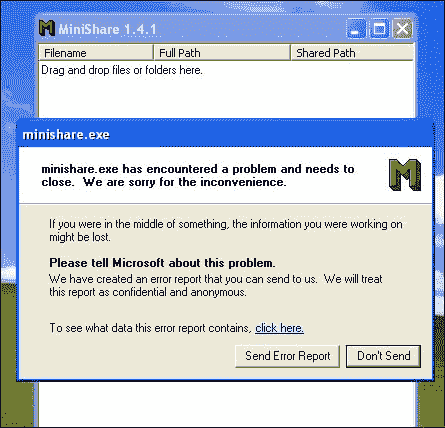 MiniShare 1.4.1
Filename Full Path Shared Path
Drag and drop files or folders here.
minishare.exe
minishare.exe has encountered a problem and needs to
close. We are sorry for the inconvenience.
If you were in the middle of something, the information you were working on
might be lost.
Please tell Microsoft about this problem.
We have created an error report that you can send to us. We will treat
this report as confidential and anonymous.
To see what data this error report contains, click here.
Send Error Report Don't Send